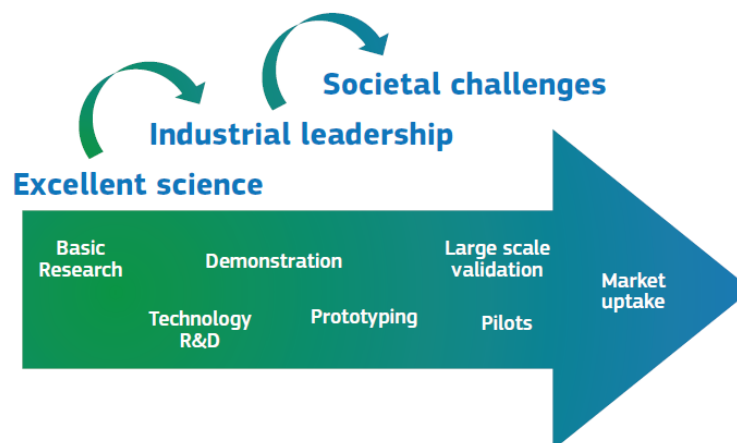 Societal challenges
Industrial leadership
Excellent science
Basic
Research
Demonstration
Large scale
validation
Market
uptake
Technology
R&D
Prototyping
Pilots